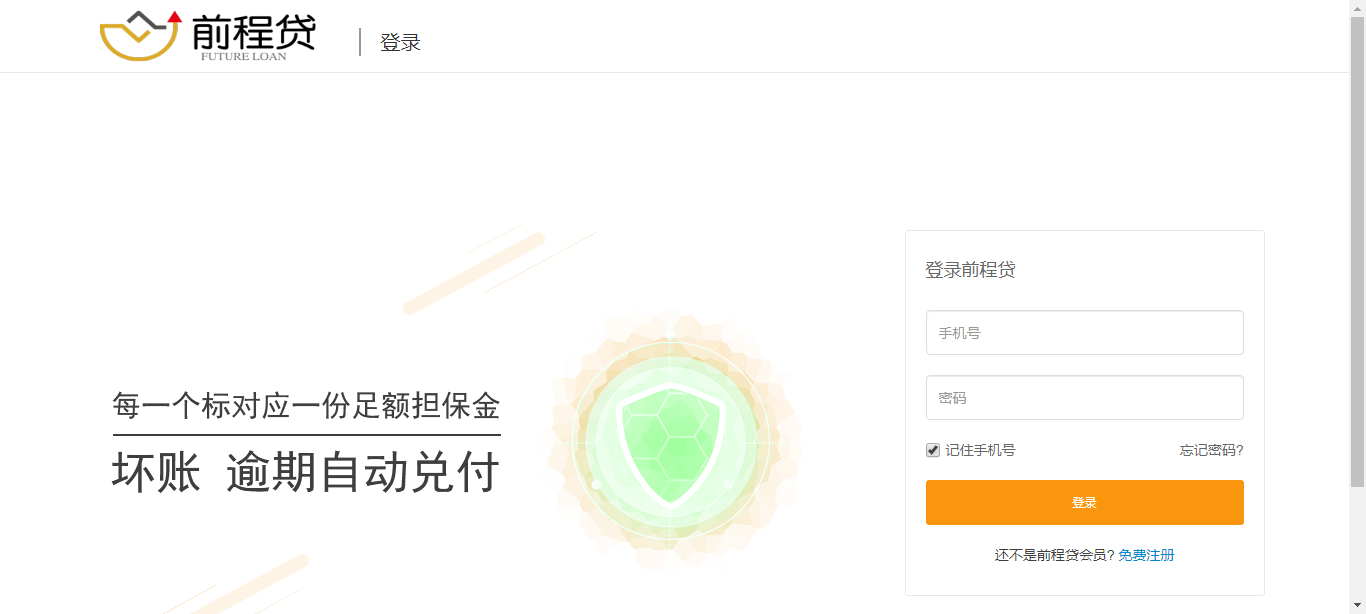 前程贷
FUTURE LOAN
登录
每一个标对应一份足额担保金
坏账 逾期自动兑付
登录前程贷
手机号
密码
记住手机号 忘记密码?
登录
还不是前程贷会员? 免费注册